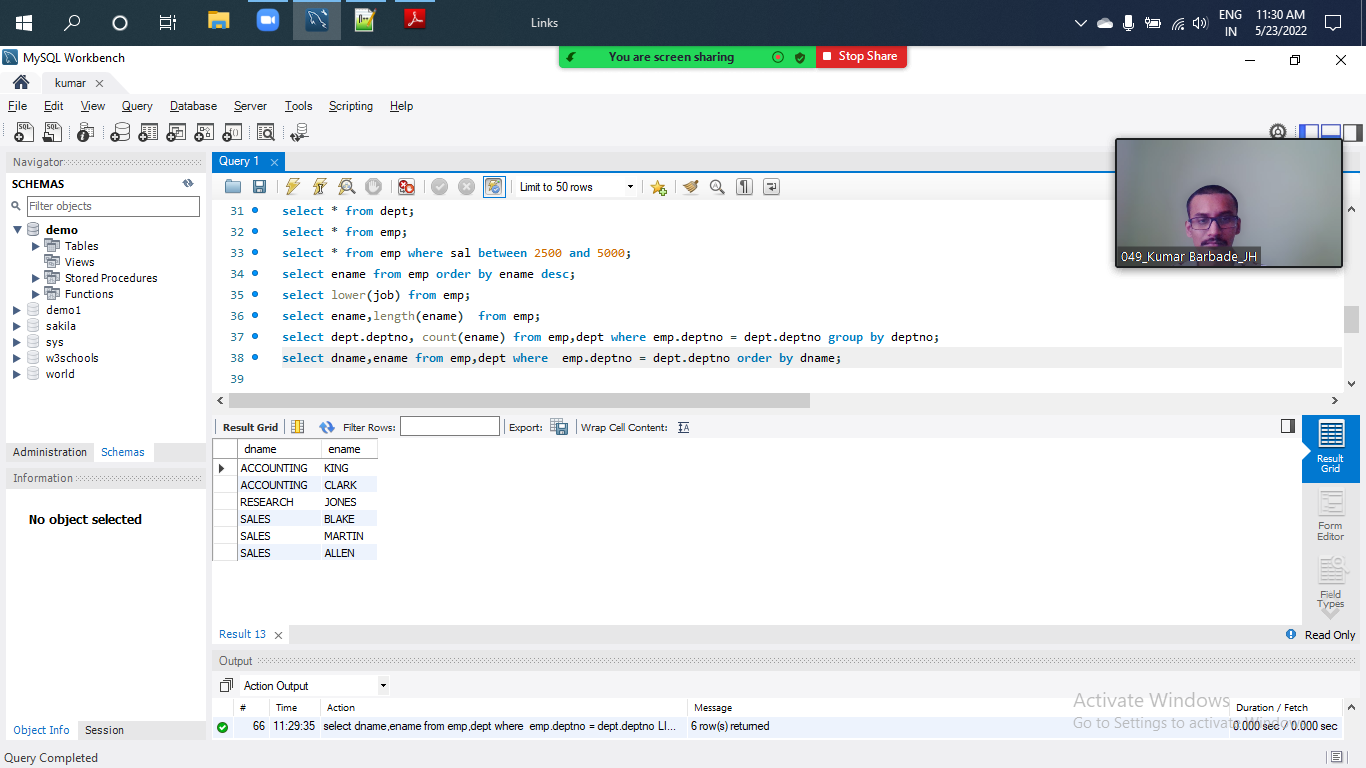 Links
ENG
IN
11:30 AM
5/23/2022
MySQL Workbench
You are screen sharing
Stop Share
kumar
File Edit View Query Database Server Tools Scripting Help
Navigator
SCHEMAS
Filter objects
demo
Tables
Views
Stored Procedures
Functions
demo1
sakila
sys
w3schools
world
Administration Schemas
Information
No object selected
Object Info Session
Query 1
Limit to 50 rows
31 select * from dept;
32 select * from emp;
33 select * from emp where sal between 2500 and 5000;
34 select ename from emp order by ename desc;
35 select lower(job) from emp;
36 select ename,length(ename)  from emp;
37 select dept.deptno, count(ename) from emp,dept where emp.deptno = dept.deptno group by deptno;
38 select dname,ename from emp,dept where  emp.deptno = dept.deptno order by dname;
39
049_Kumar Barbade_JH
Result Grid Filter Rows: Export: Wrap Cell Content:
dname ename
ACCOUNTING KING
ACCOUNTING CLARK
RESEARCH JONES
SALES BLAKE
SALES MARTIN
SALES ALLEN
Result
Grid
Form
Editor
Field
Types
Result 13
Read Only
Output
Action Output
# Time Action Message Duration / Fetch
66 11:29:35 select dname,ename from emp,dept where  emp.deptno = dept.deptno LI... 6 row(s) returned 0.000 sec / 0.000 sec
Activate Windows
Go to Settings to activate Windows.
Query Completed